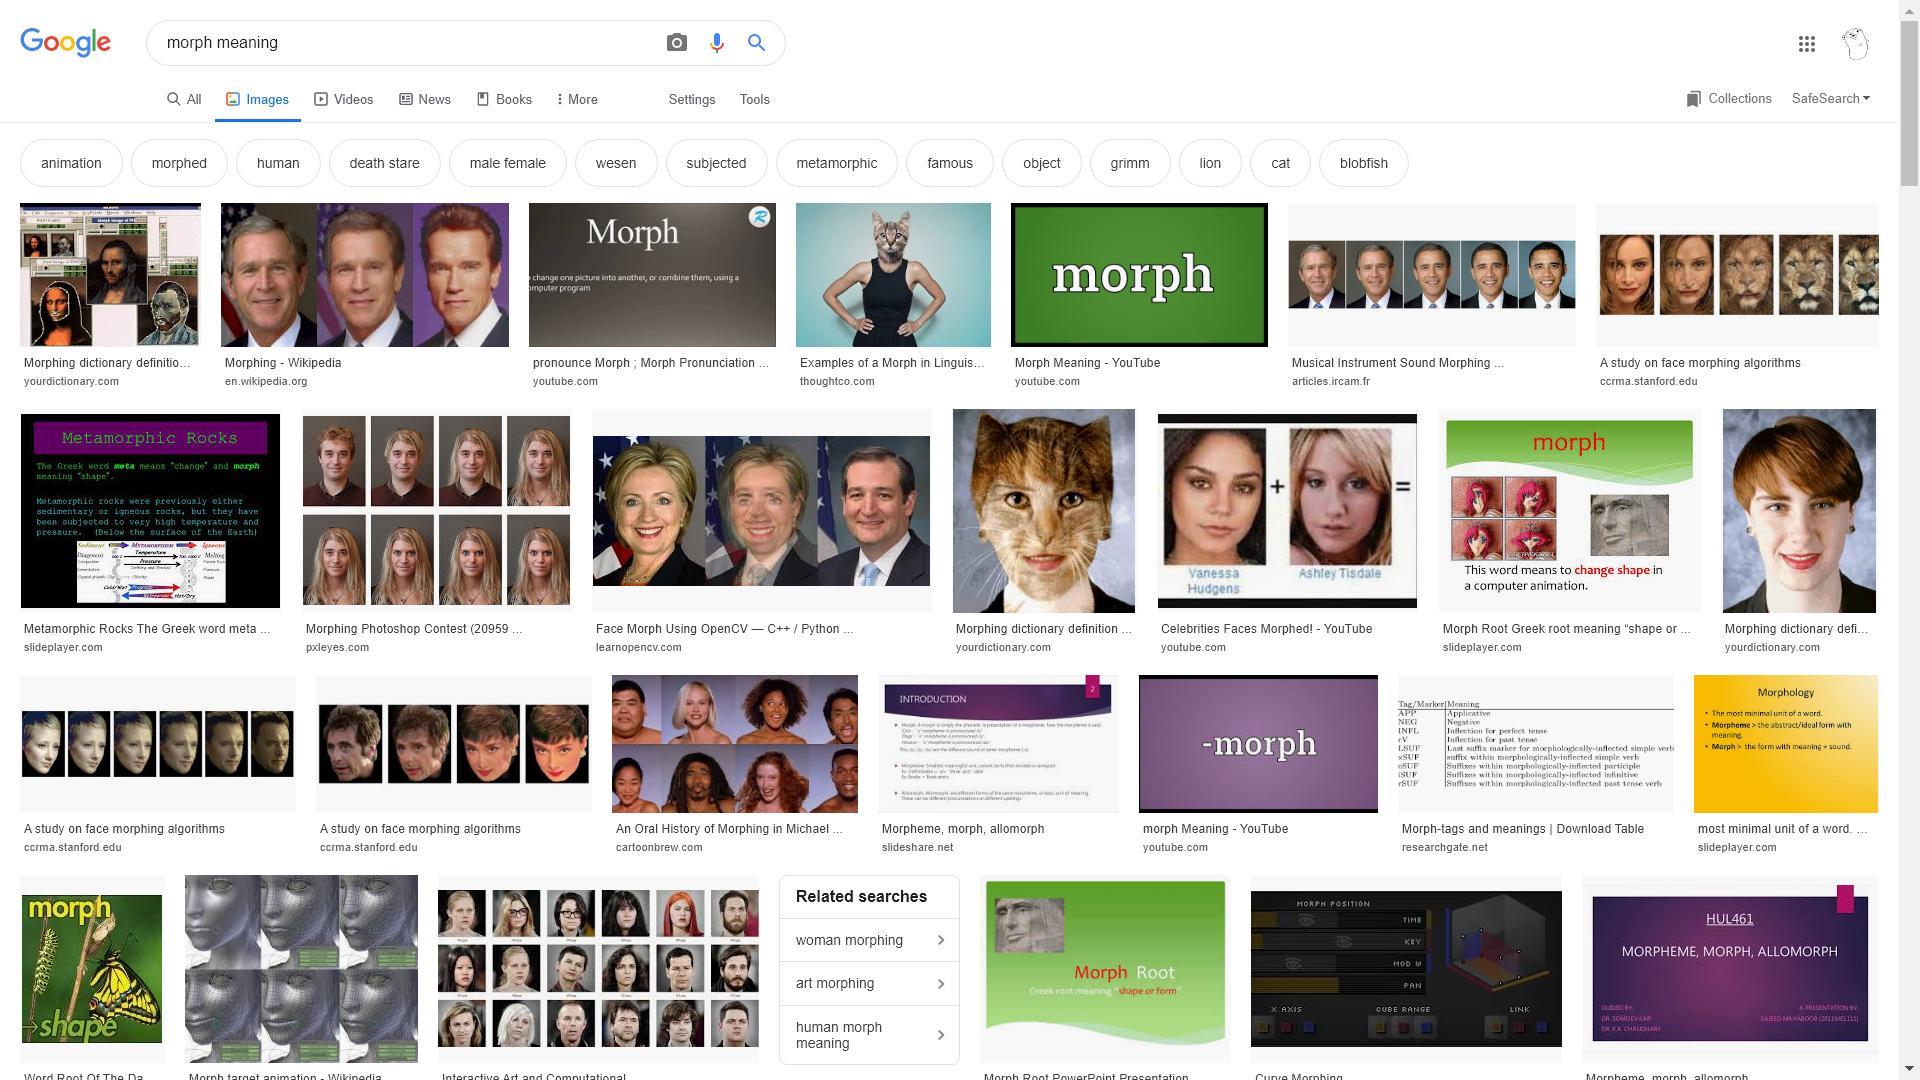 Google
morph meaning
All
Images
Videos
News
Books
More
Settings
Tools
Collections
SafeSearch
animation
morphed
human
death stare
male female
wesen
subjected
metamorphic
famous
object
grimm
lion
cat
blobfish
Morph
change one picture into another, or combine them, using a
computer program
morph
Morphing dictionary definitio...
yourdictionary.com
Morphing - Wikipedia
en.wikipedia.org
pronounce Morph ; Morph Pronunciation ...
youtube.com
Examples of a Morph in Linguis...
thoughtco.com
Morph Meaning - YouTube
youtube.com
Musical Instrument Sound Morphing ...
articles.ircam.fr
A study on face morphing algorithms
ccrma.stanford.edu
Metamorphic Rocks
The Greek word meta means "change" and morph
meaning "shape".
Metamorphic rocks were previously either
sedimentary or igneous rocks, but they have
been subjected to very high temperature and
pressure. (Below the surface of the Earth)
Vanessa
Hudgens
+
Ashley Tisdale
=
morph
This word means to change shape in
a computer animation.
Metamorphic Rocks The Greek word meta ...
slideplayer.com
Morphing Photoshop Contest (20959 ...
pxleyes.com
Face Morph Using OpenCV — C++ / Python ...
learnopencv.com
Morphing dictionary definition ...
yourdictionary.com
Celebrities Faces Morphed! - YouTube
youtube.com
Morph Root Greek root meaning “shape or ...
slideplayer.com
Morphing dictionary defi...
yourdictionary.com
INTRODUCTION
2
-morph
Tag/Marker Meaning
APP Applicative
NEG Negative
INFL Inflection for perfect tense
rV Inflection for past tense
LSUF Last suffix marker for morphologically-inflected simple verb
xSUF suffix within morphologically-inflected simple verb
eSUF Suffixes within morphologically-inflected participle
iSUF Suffixes within morphologically-inflected infinitive
rSUF Suffixes within morphologically-inflected past tense verb
Morphology
The most minimal unit of a word.
Morpheme > the abstract/ideal form with
meaning.
Morph > the form with meaning + sound.
A study on face morphing algorithms
ccrma.stanford.edu
A study on face morphing algorithms
ccrma.stanford.edu
An Oral History of Morphing in Michael ...
cartoonbrew.com
Morpheme, morph, allomorph
slideshare.net
morph Meaning - YouTube
youtube.com
Morph-tags and meanings | Download Table
researchgate.net
most minimal unit of a word. ...
slideplayer.com
morph
shape
Related searches
woman morphing
art morphing
human morph
meaning
Morph Root
Greek root meaning "shape or form"
MORPH POSITION
TIME
KEY
MOD W
PAN
X AXIS
CUBE RANGE
LINK
HUL461
MORPHEME, MORPH, ALLOMORPH
GUIDED BY:
DR. SOMDEV KAR
DR. K.K. CHAUDHARY
A PRESENTATION BY:
SAJEED MAHABOOB (2011ME1111)
Word Root Of The Da
Morph target animation - Wikipedia
Interactive Art and Computational
Morph Root PowerPoint Presentation
Curve Morphing
Morpheme, morph, allomorph